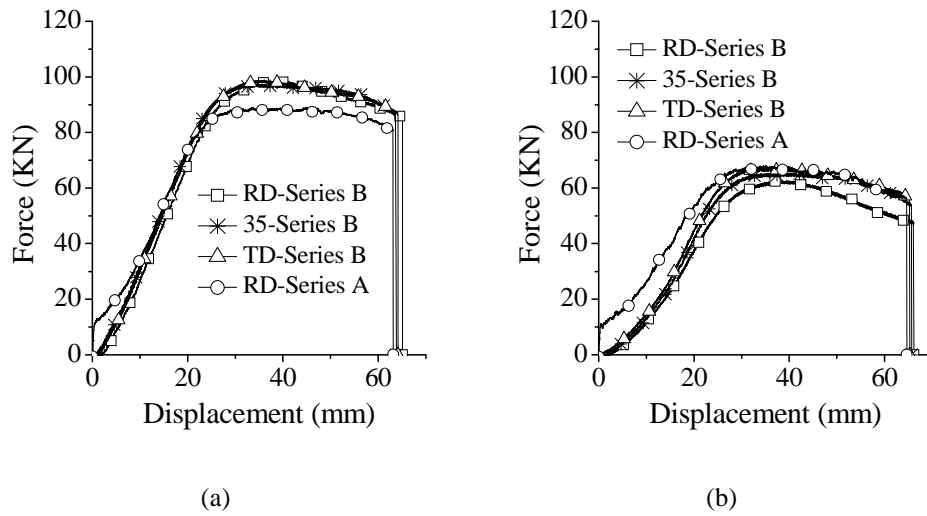 120
100
80
60
40
20
0
Force (KN)
RD-Series B
35-Series B
TD-Series B
RD-Series A
0 20 40 60
Displacement (mm)
(a)
120
100
80
60
40
20
0
Force (KN)
RD-Series B
35-Series B
TD-Series B
RD-Series A
0 20 40 60
Displacement (mm)
(b)